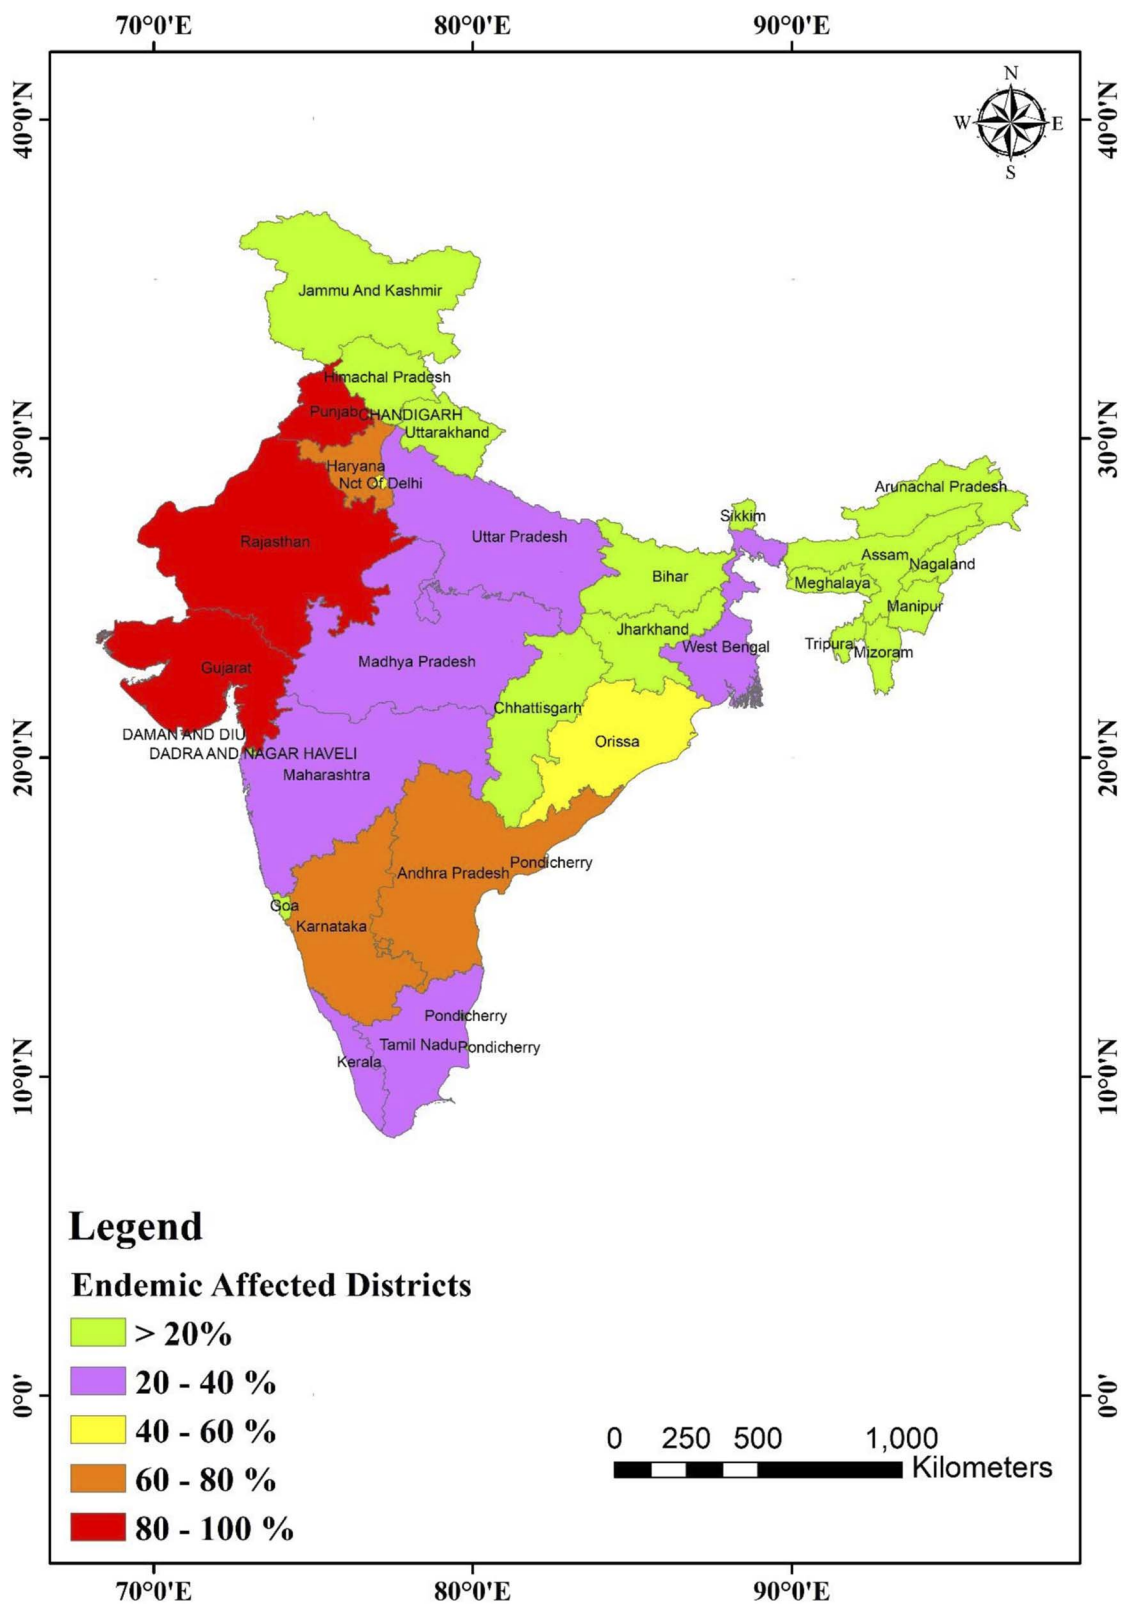 70°0'E 80°0'E 90°0'E
N
W E
S
40°0'N 40°0'N
Jammu And Kashmir
Himachal Pradesh
Punjab CHANDIGARH
Uttarakhand
30°0'N 30°0'N
Haryana
Nct Of Delhi
Arunachal Pradesh
Sikkim
Rajasthan Uttar Pradesh
Assam
Nagaland
Bihar Meghalaya
Manipur
Jharkhand
Tripura Mizoram
West Bengal
Gujarat Madhya Pradesh
Chhattisgarh
DAMAN AND DIU Orissa
DADRA AND NAGAR HAVELI
20°0'N 20°0'N
Maharashtra
Pondicherry
Andhra Pradesh
Goa
Karnataka
Pondicherry
Tamil Nadu Pondicherry
Kerala
10°0'N 10°0'N
Legend
Endemic Affected Districts
> 20%
20 - 40 %
0°0' 0°0'
40 - 60 %
0 250 500 1,000
Kilometers
60 - 80 %
80 - 100 %
70°0'E 80°0'E 90°0'E